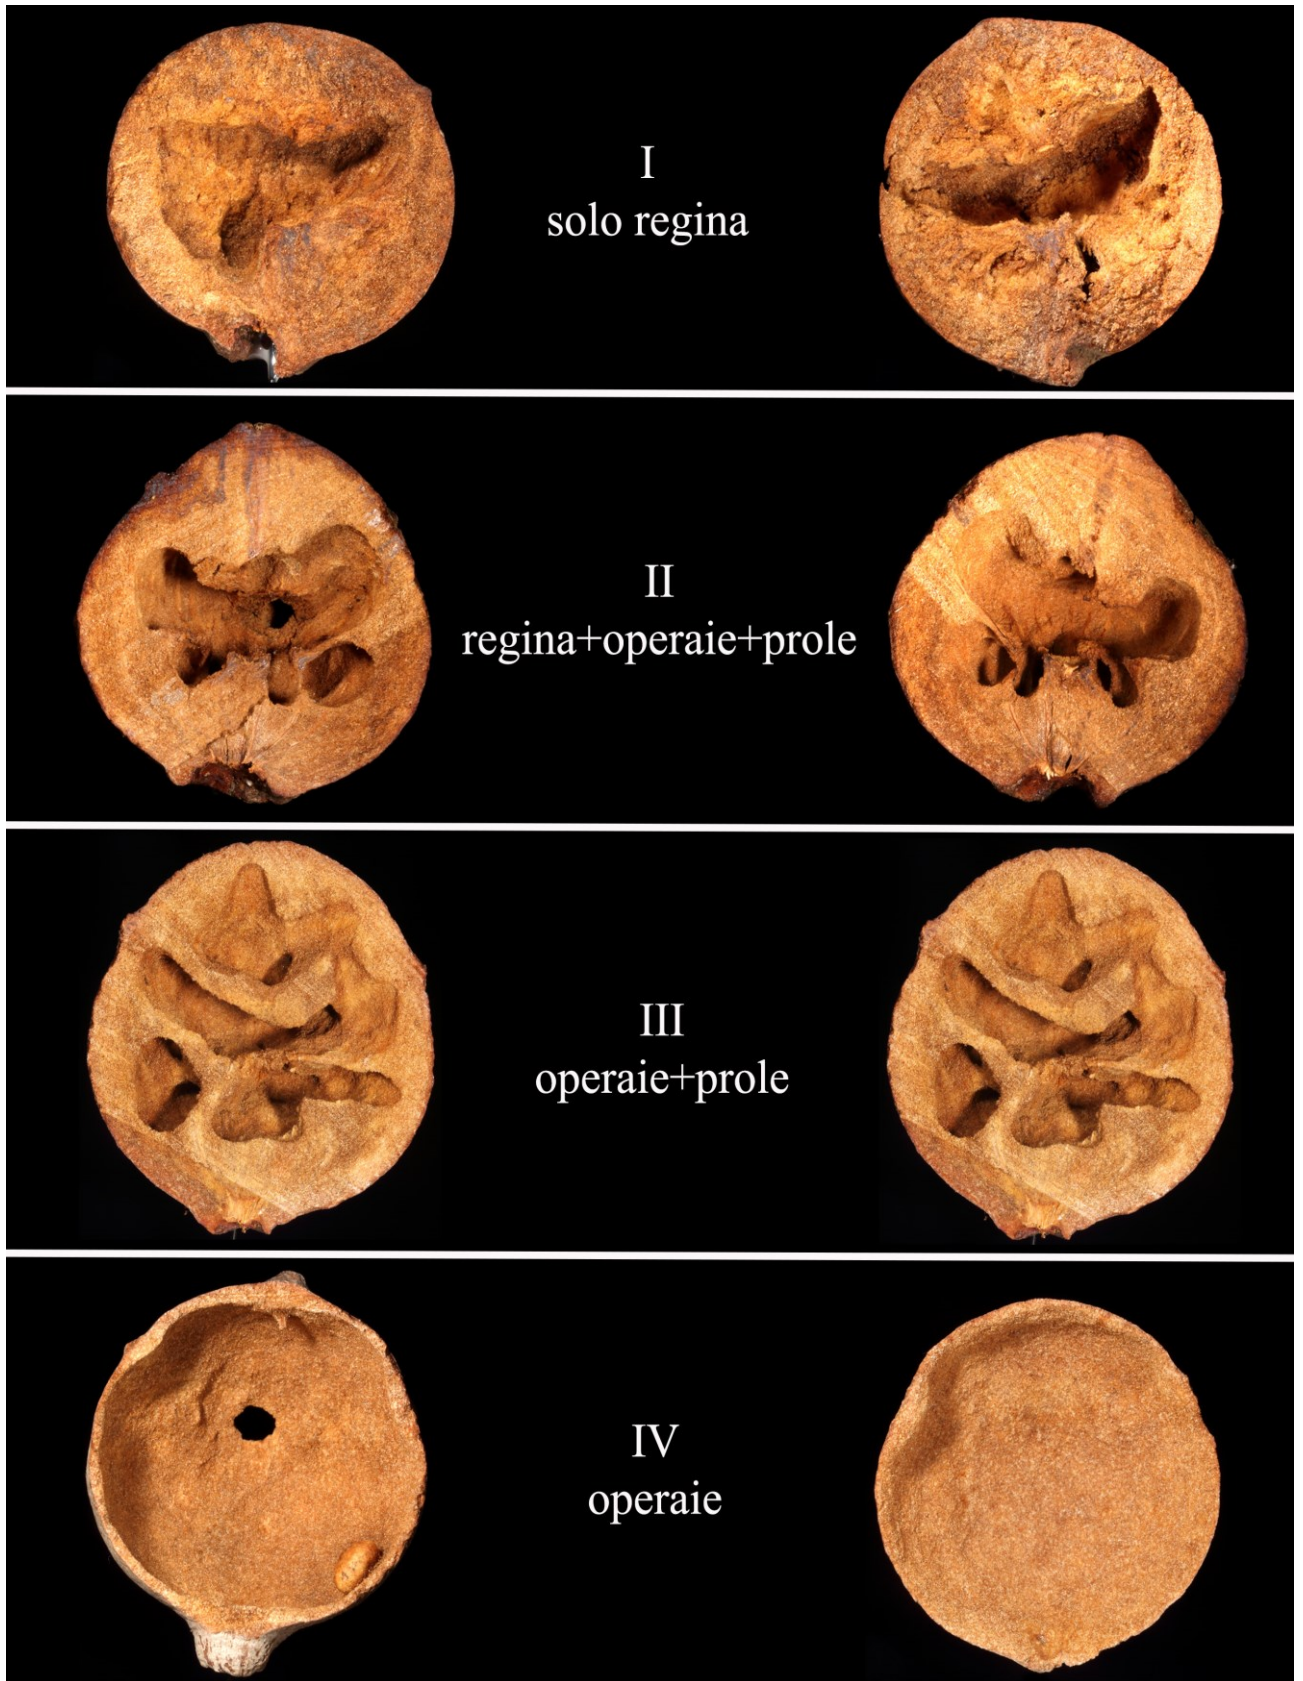 I
solo regina
II
regina+operaie+prole
III
operaie+prole
IV
operaie